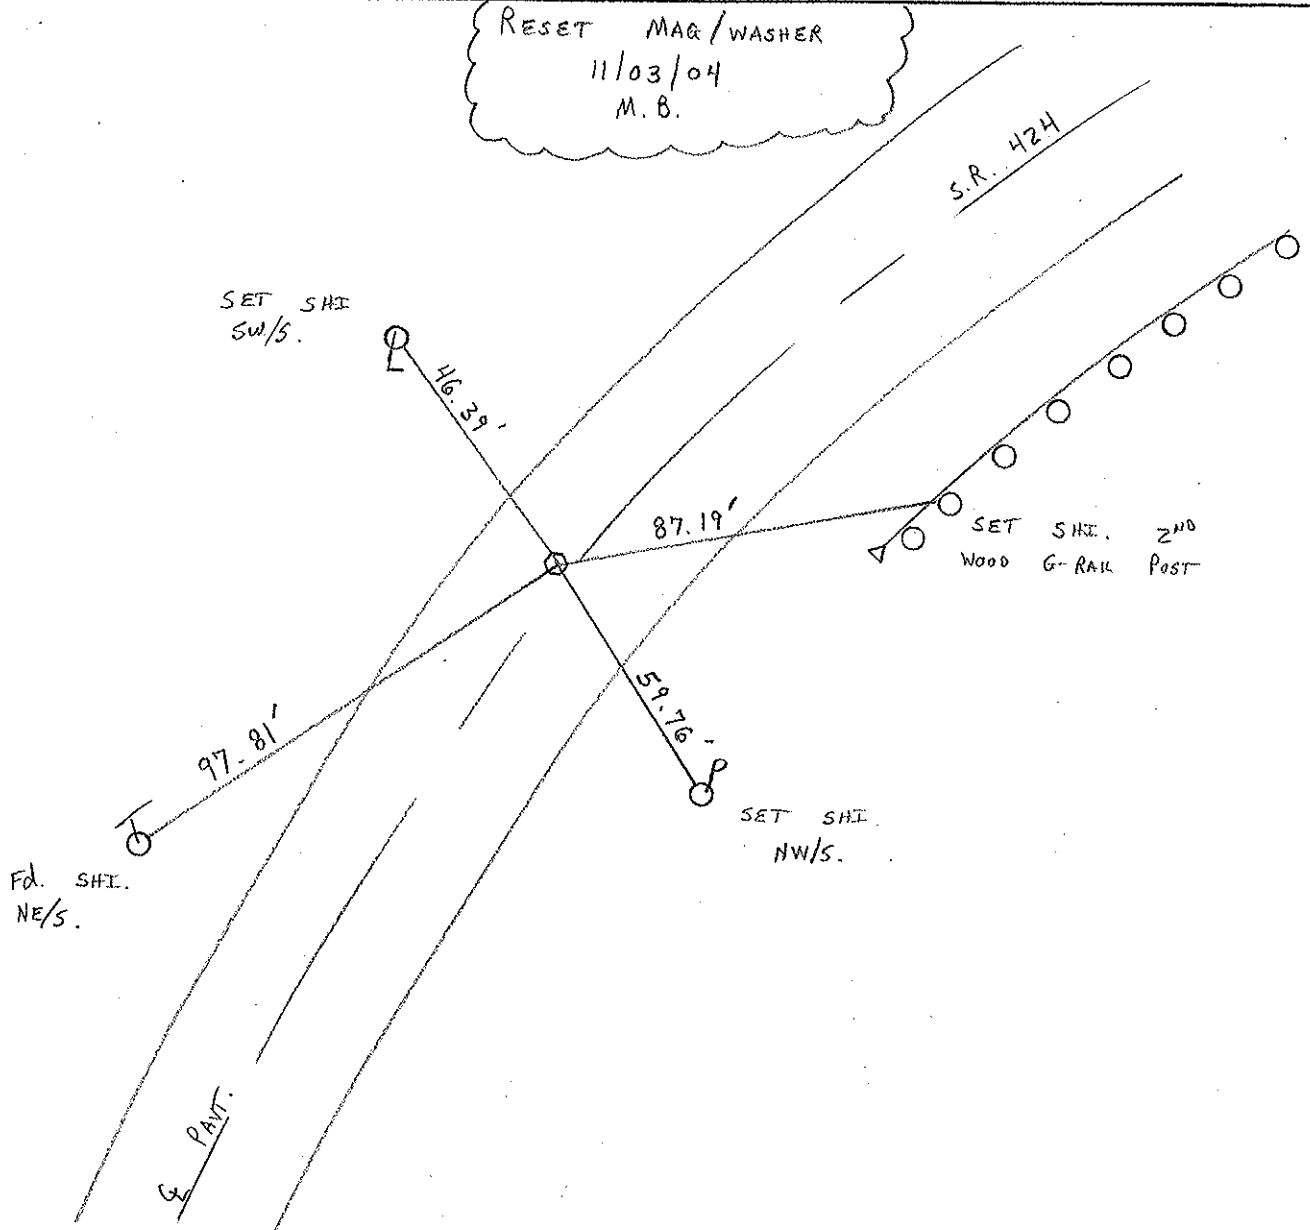 RESET MAG/WASHER
11/03/04
M.B.
S.R. 424
SET SHI
SW/S.
L
46.39'
87.19'
SET SHI. 2ND
WOOD G-RAIL POST
97.81'
59.76'
P
SET SHI
NW/S.
T
Fd. SHI.
NE/S.
℄ PAVT.